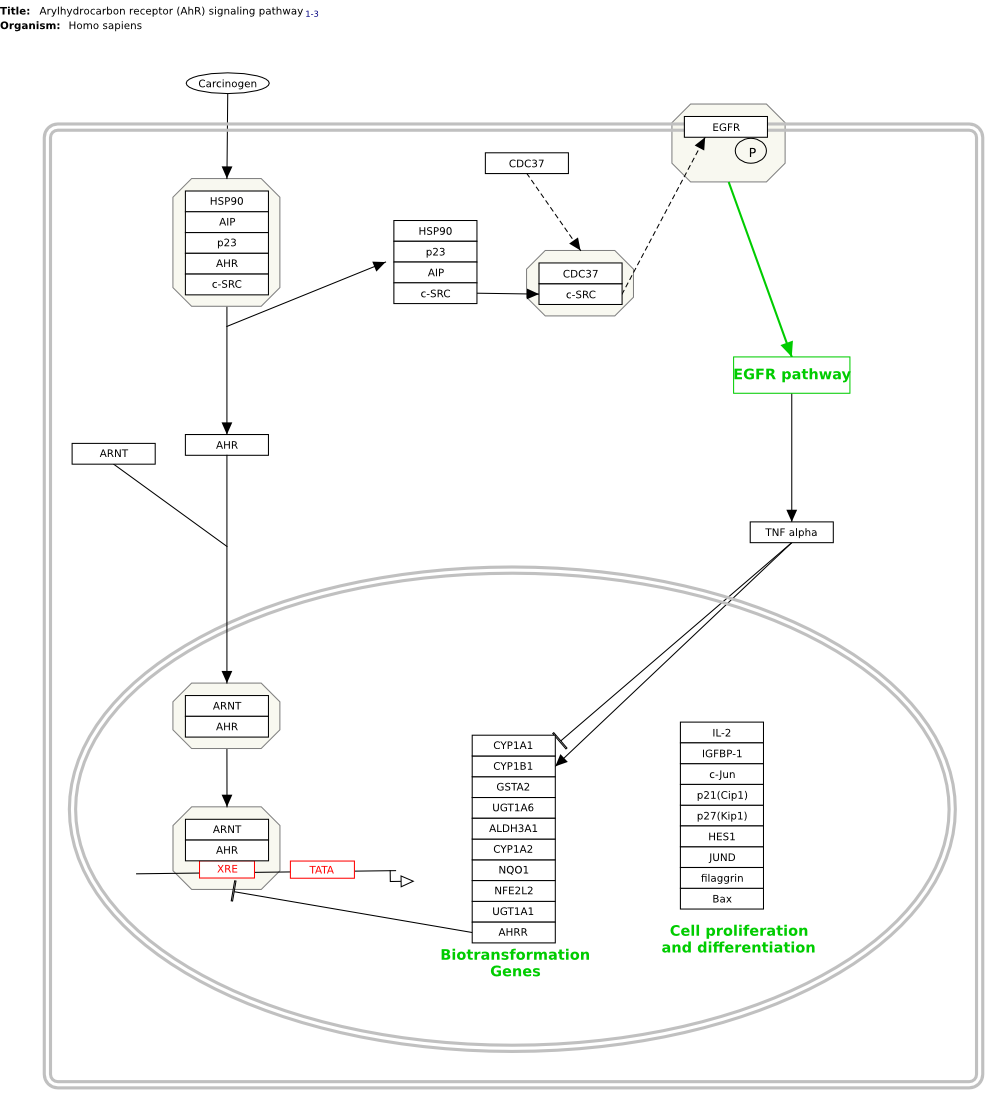 Title: Arylhydrocarbon receptor (AhR) signaling pathway 1-3
Organism: Homo sapiens
Carcinogen
EGFR
P
CDC37
HSP90
AIP
p23
AHR
c-SRC
HSP90
p23
AIP
c-SRC
CDC37
c-SRC
EGFR pathway
ARNT
AHR
TNF alpha
ARNT
AHR
ARNT
AHR
XRE
TATA
CYP1A1
CYP1B1
GSTA2
UGT1A6
ALDH3A1
CYP1A2
NQO1
NFE2L2
UGT1A1
AHRR
Biotransformation
Genes
IL-2
IGFBP-1
c-Jun
p21(Cip1)
p27(Kip1)
HES1
JUND
filaggrin
Bax
Cell proliferation
and differentiation